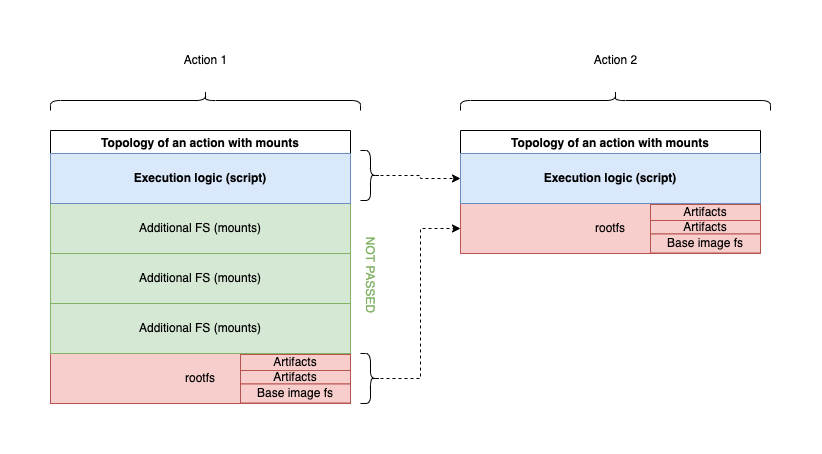 Action 1
Action 2
Topology of an action with mounts
Execution logic (script)
Additional FS (mounts)
Additional FS (mounts)
Additional FS (mounts)
rootfs
Artifacts
Artifacts
Base image fs
NOT PASSED
Topology of an action with mounts
Execution logic (script)
rootfs
Artifacts
Artifacts
Base image fs